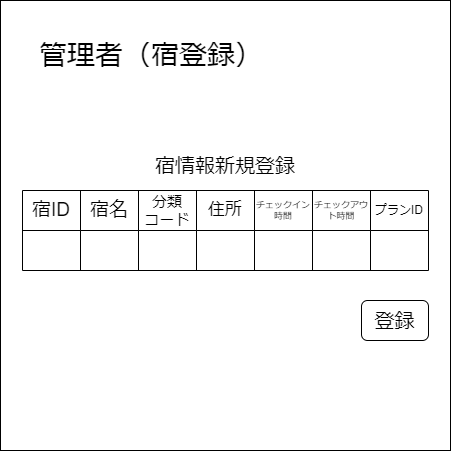 管理者（宿登録）
宿情報新規登録
宿ID 宿名 分類 住所 チェックイン チェックアウ プランID
コード 時間 ト時間
登録